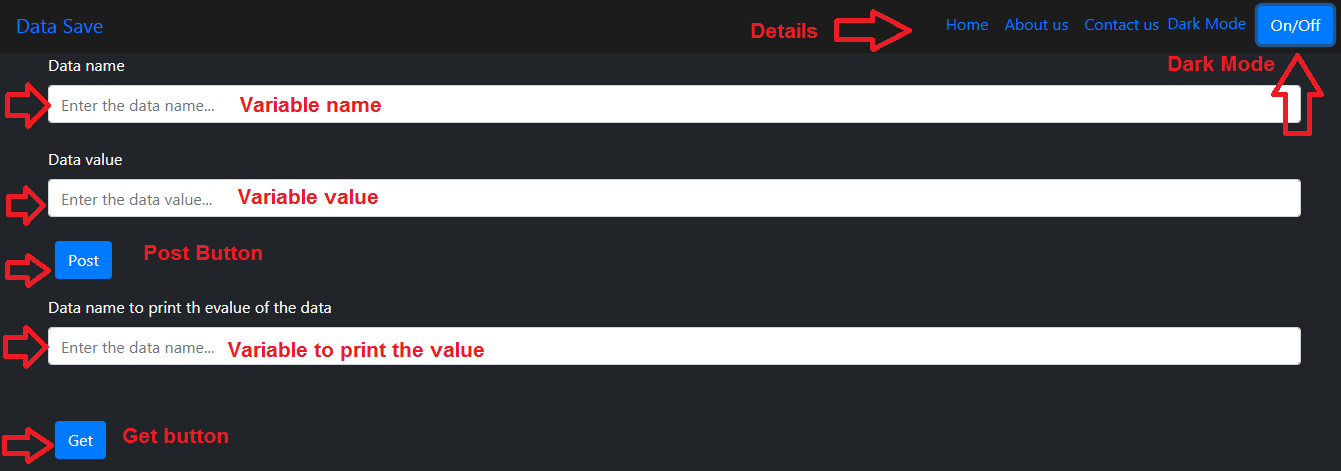 Data Save
Details
Home About us Contact us Dark Mode On/Off
Dark Mode
Data name
Enter the data name... Variable name
Data value
Enter the data value... Variable value
Post Post Button
Data name to print th evalue of the data
Enter the data name... Variable to print the value
Get Get button